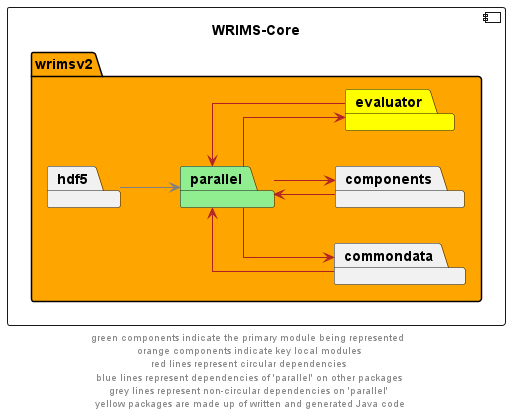 WRIMS-Core
wrimsv2
evaluator
hdf5
parallel
components
commondata
green components indicate the primary module being represented
orange components indicate key local modules
red lines represent circular dependencies
blue lines represent dependencies of 'parallel' on other packages
grey lines represent non-circular dependencies on 'parallel'
yellow packages are made up of written and generated Java code